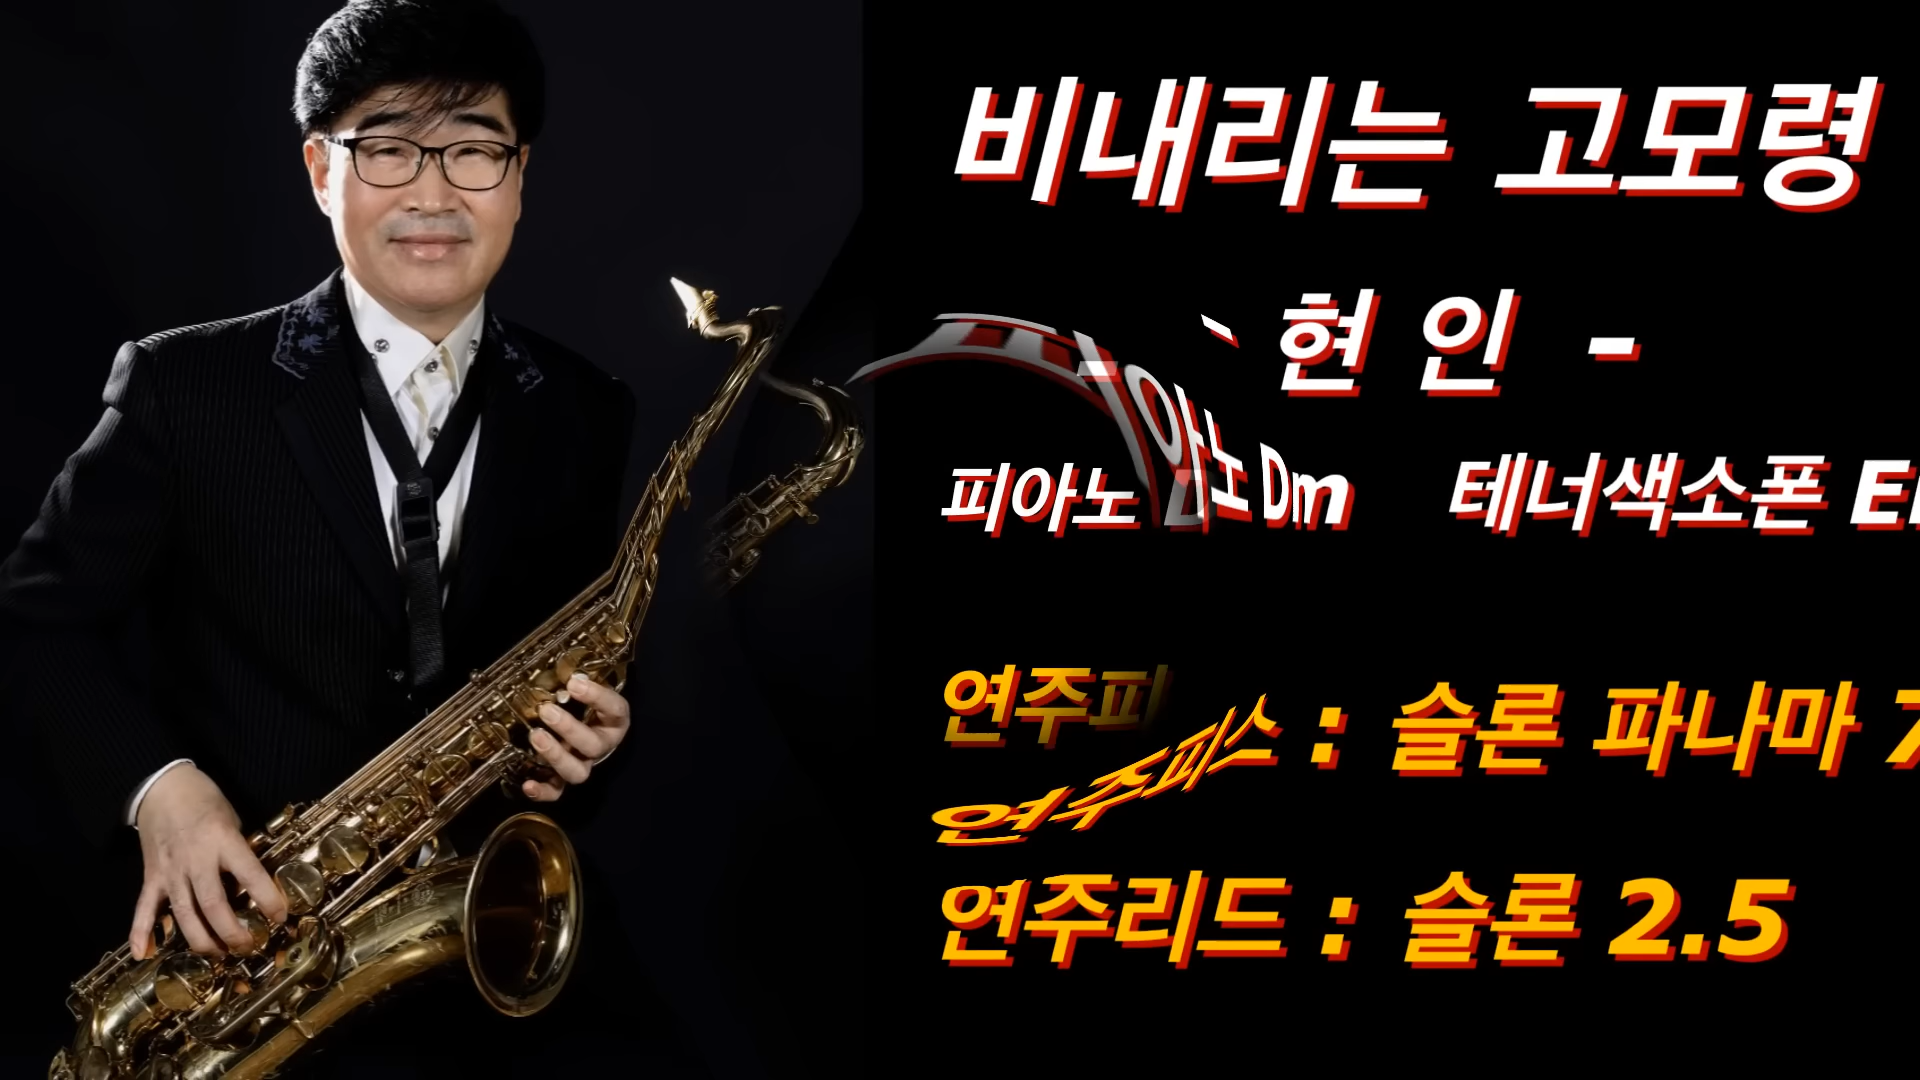 비내리는 고모령
- 현 인 -
피아노 Dm 테너색소폰
연주피스 : 슬론 파나마 7
연주리드 : 슬론 2.5